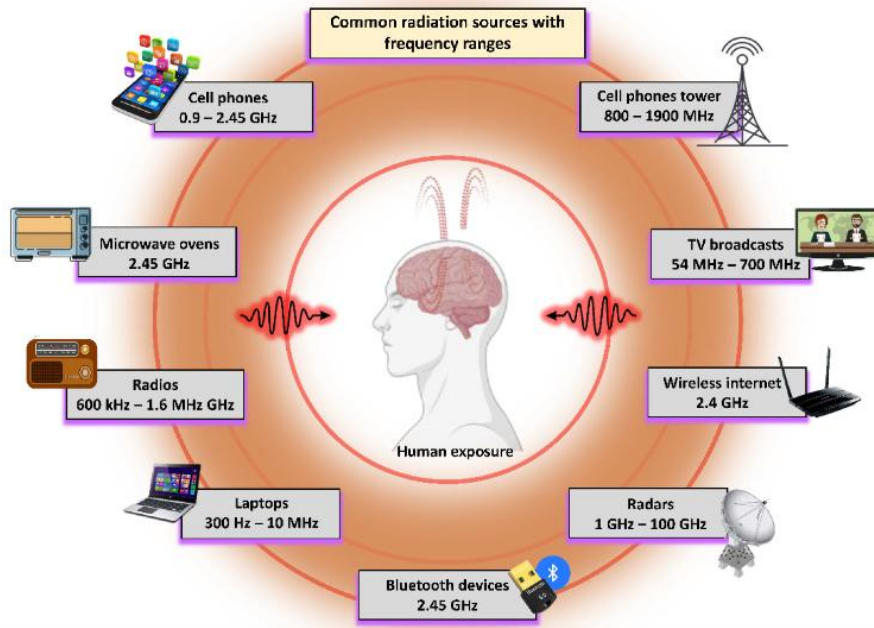 Common radiation sources with
frequency ranges
Cell phones
0.9 – 2.45 GHz
Cell phones tower
800 – 1900 MHz
Microwave ovens
2.45 GHz
TV broadcasts
54 MHz – 700 MHz
Radios
600 kHz – 1.6 MHz GHz
Wireless internet
2.4 GHz
Human exposure
Laptops
300 Hz – 10 MHz
Radars
1 GHz – 100 GHz
Bluetooth devices
2.45 GHz